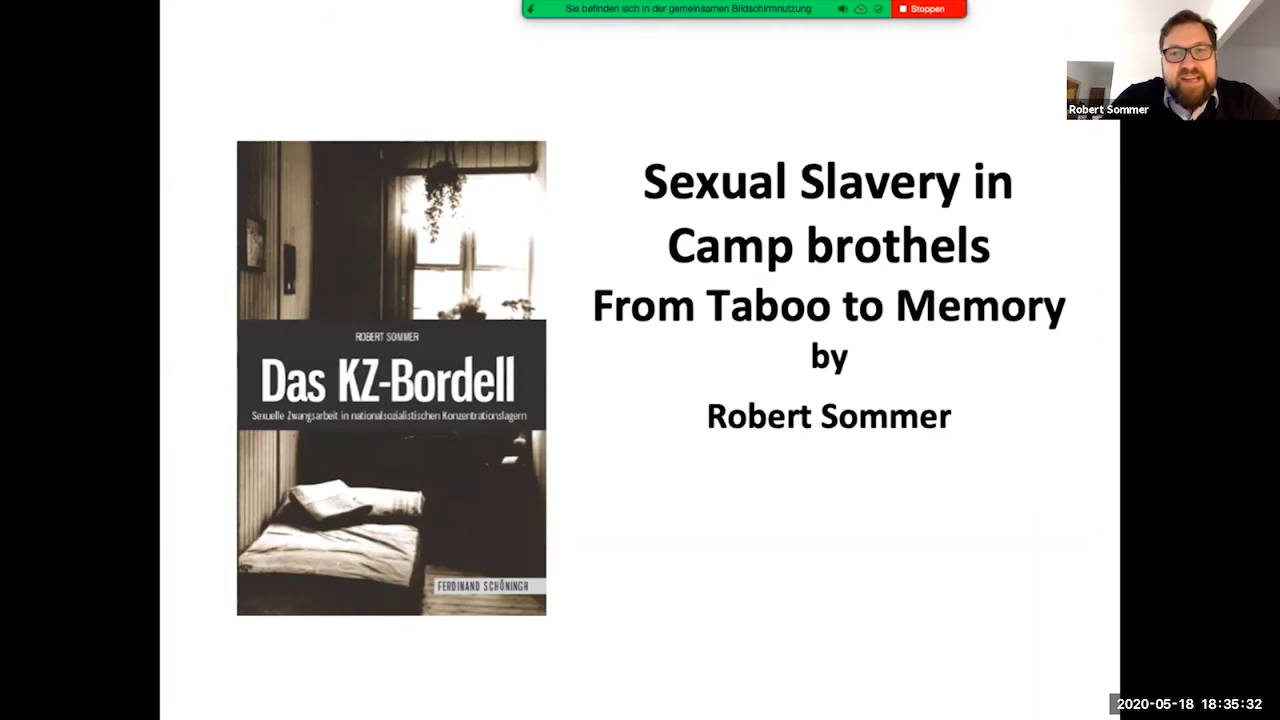 Sie befinden sich in der gemeinsamen Bildschirmnutzung
Stoppen
Robert Sommer
Sexual Slavery in
Camp brothels
From Taboo to Memory
by
Robert Sommer
ROBERT SOMMER
Das KZ-Bordell
Sexuelle Zwangsarbeit in nationalsozialistischen Konzentrationslagern
FERDINAND SCHÖNINGH
2020-05-18 18:35:32